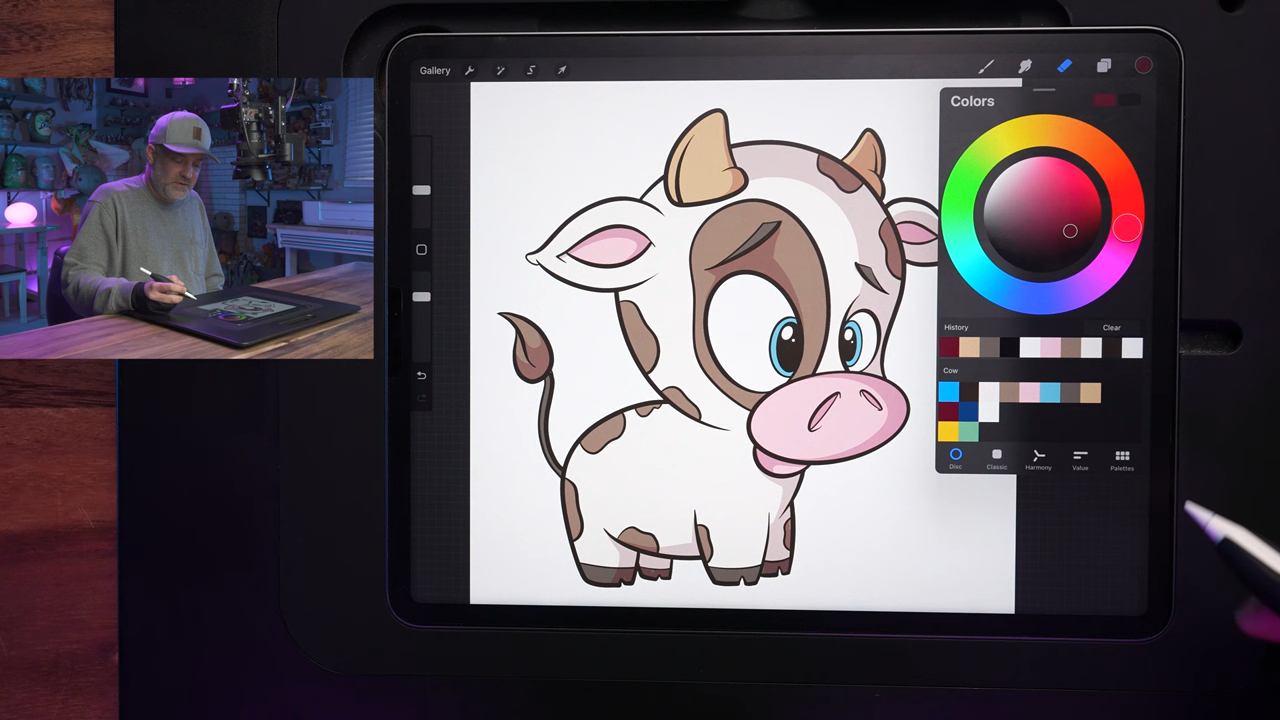 Gallery
Colors
History
Clear
Cow
Disc
Classic
Harmony
Value
Palettes